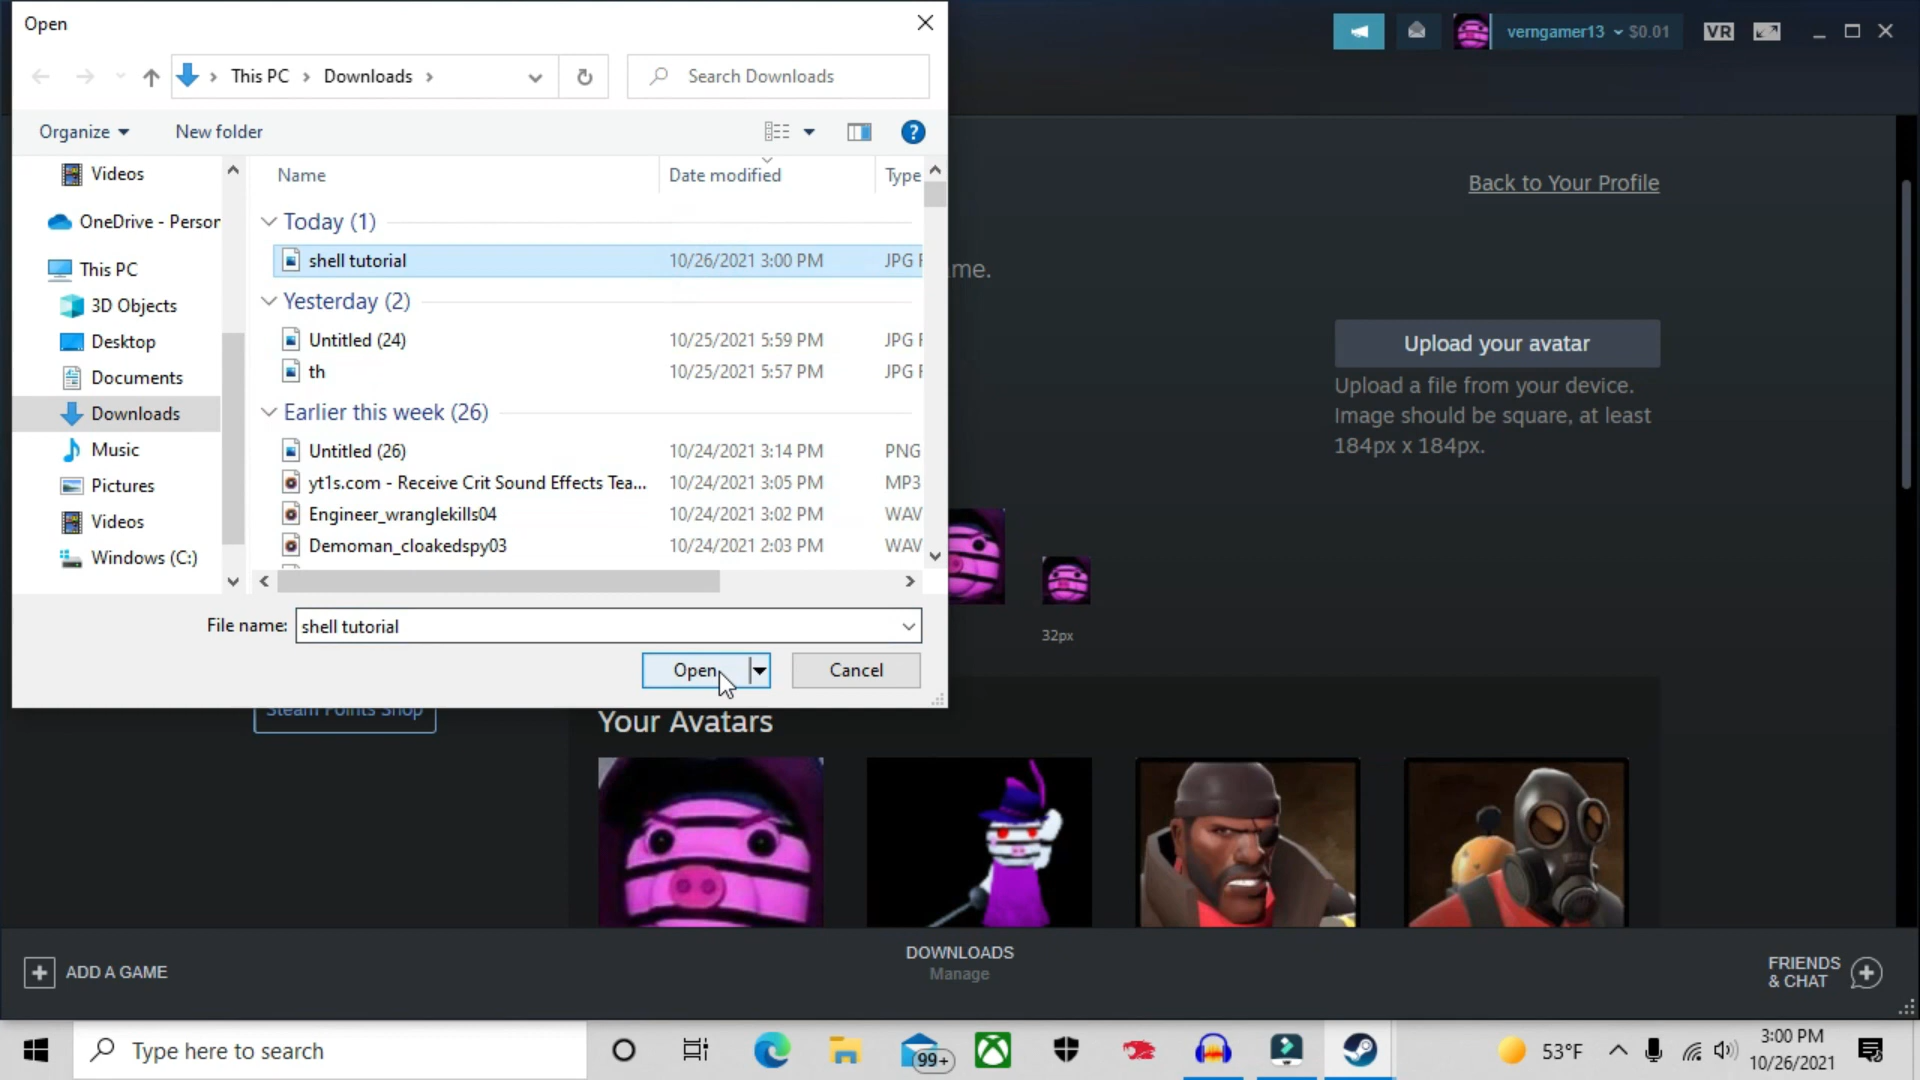 Open
This PC
Downloads
Search Downloads
Organize
New folder
Name
Date modified
Type
Videos
OneDrive - Person
This PC
3D Objects
Desktop
Documents
Downloads
Music
Pictures
Videos
Windows (C:)
Today (1)
shell tutorial 10/26/2021 3:00 PM JPG F
Yesterday (2)
Untitled (24) 10/25/2021 5:59 PM JPG F
th 10/25/2021 5:57 PM JPG F
Earlier this week (26)
Untitled (26) 10/24/2021 3:14 PM PNG
yt1s.com - Receive Crit Sound Effects Tea... 10/24/2021 3:05 PM MP3
Engineer_wranglekills04 10/24/2021 3:02 PM WAV
Demoman_cloakedspy03 10/24/2021 2:03 PM WAV
File name: shell tutorial
Open
Cancel
verngamer13 $0.01
VR
Back to Your Profile
me.
Upload your avatar
Upload a file from your device.
Image should be square, at least
184px x 184px.
32px
Steam Points Shop
Your Avatars
ADD A GAME
DOWNLOADS
Manage
FRIENDS
& CHAT
Type here to search
99+
53°F
3:00 PM
10/26/2021